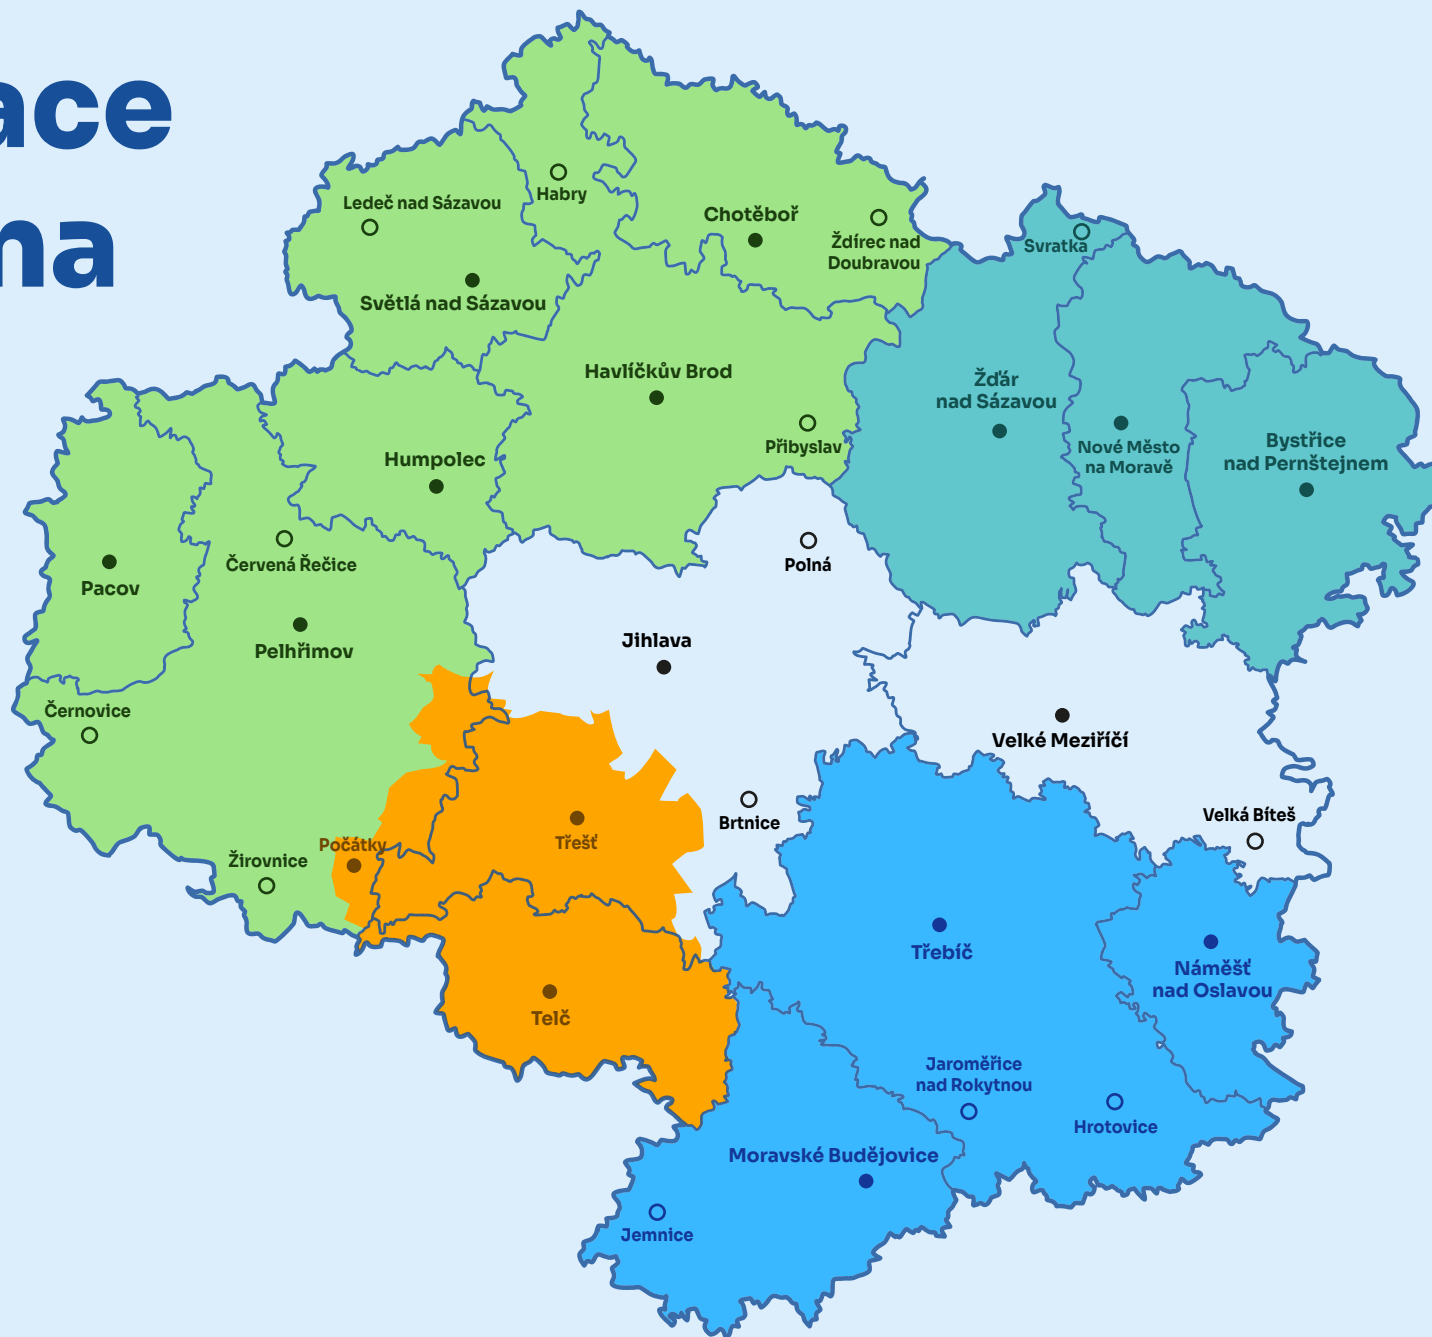 ace
na
Habry
Ledeč nad Sázavou
Chotěboř
Ždírec nad
Doubravou
Svratka
Světlá nad Sázavou
Havlíčkův Brod
Žďár
nad Sázavou
Přibyslav
Nové Město
na Moravě
Bystřice
nad Pernštejnem
Humpolec
Červená Řečice
Polná
Pacov
Pelhřimov
Jihlava
Černovice
Velké Meziříčí
Velká Bíteš
Brtnice
Třešť
Počátky
Žirovnice
Třebíč
Náměšť
nad Oslavou
Telč
Jaroměřice
nad Rokytnou
Hrotovice
Moravské Budějovice
Jemnice